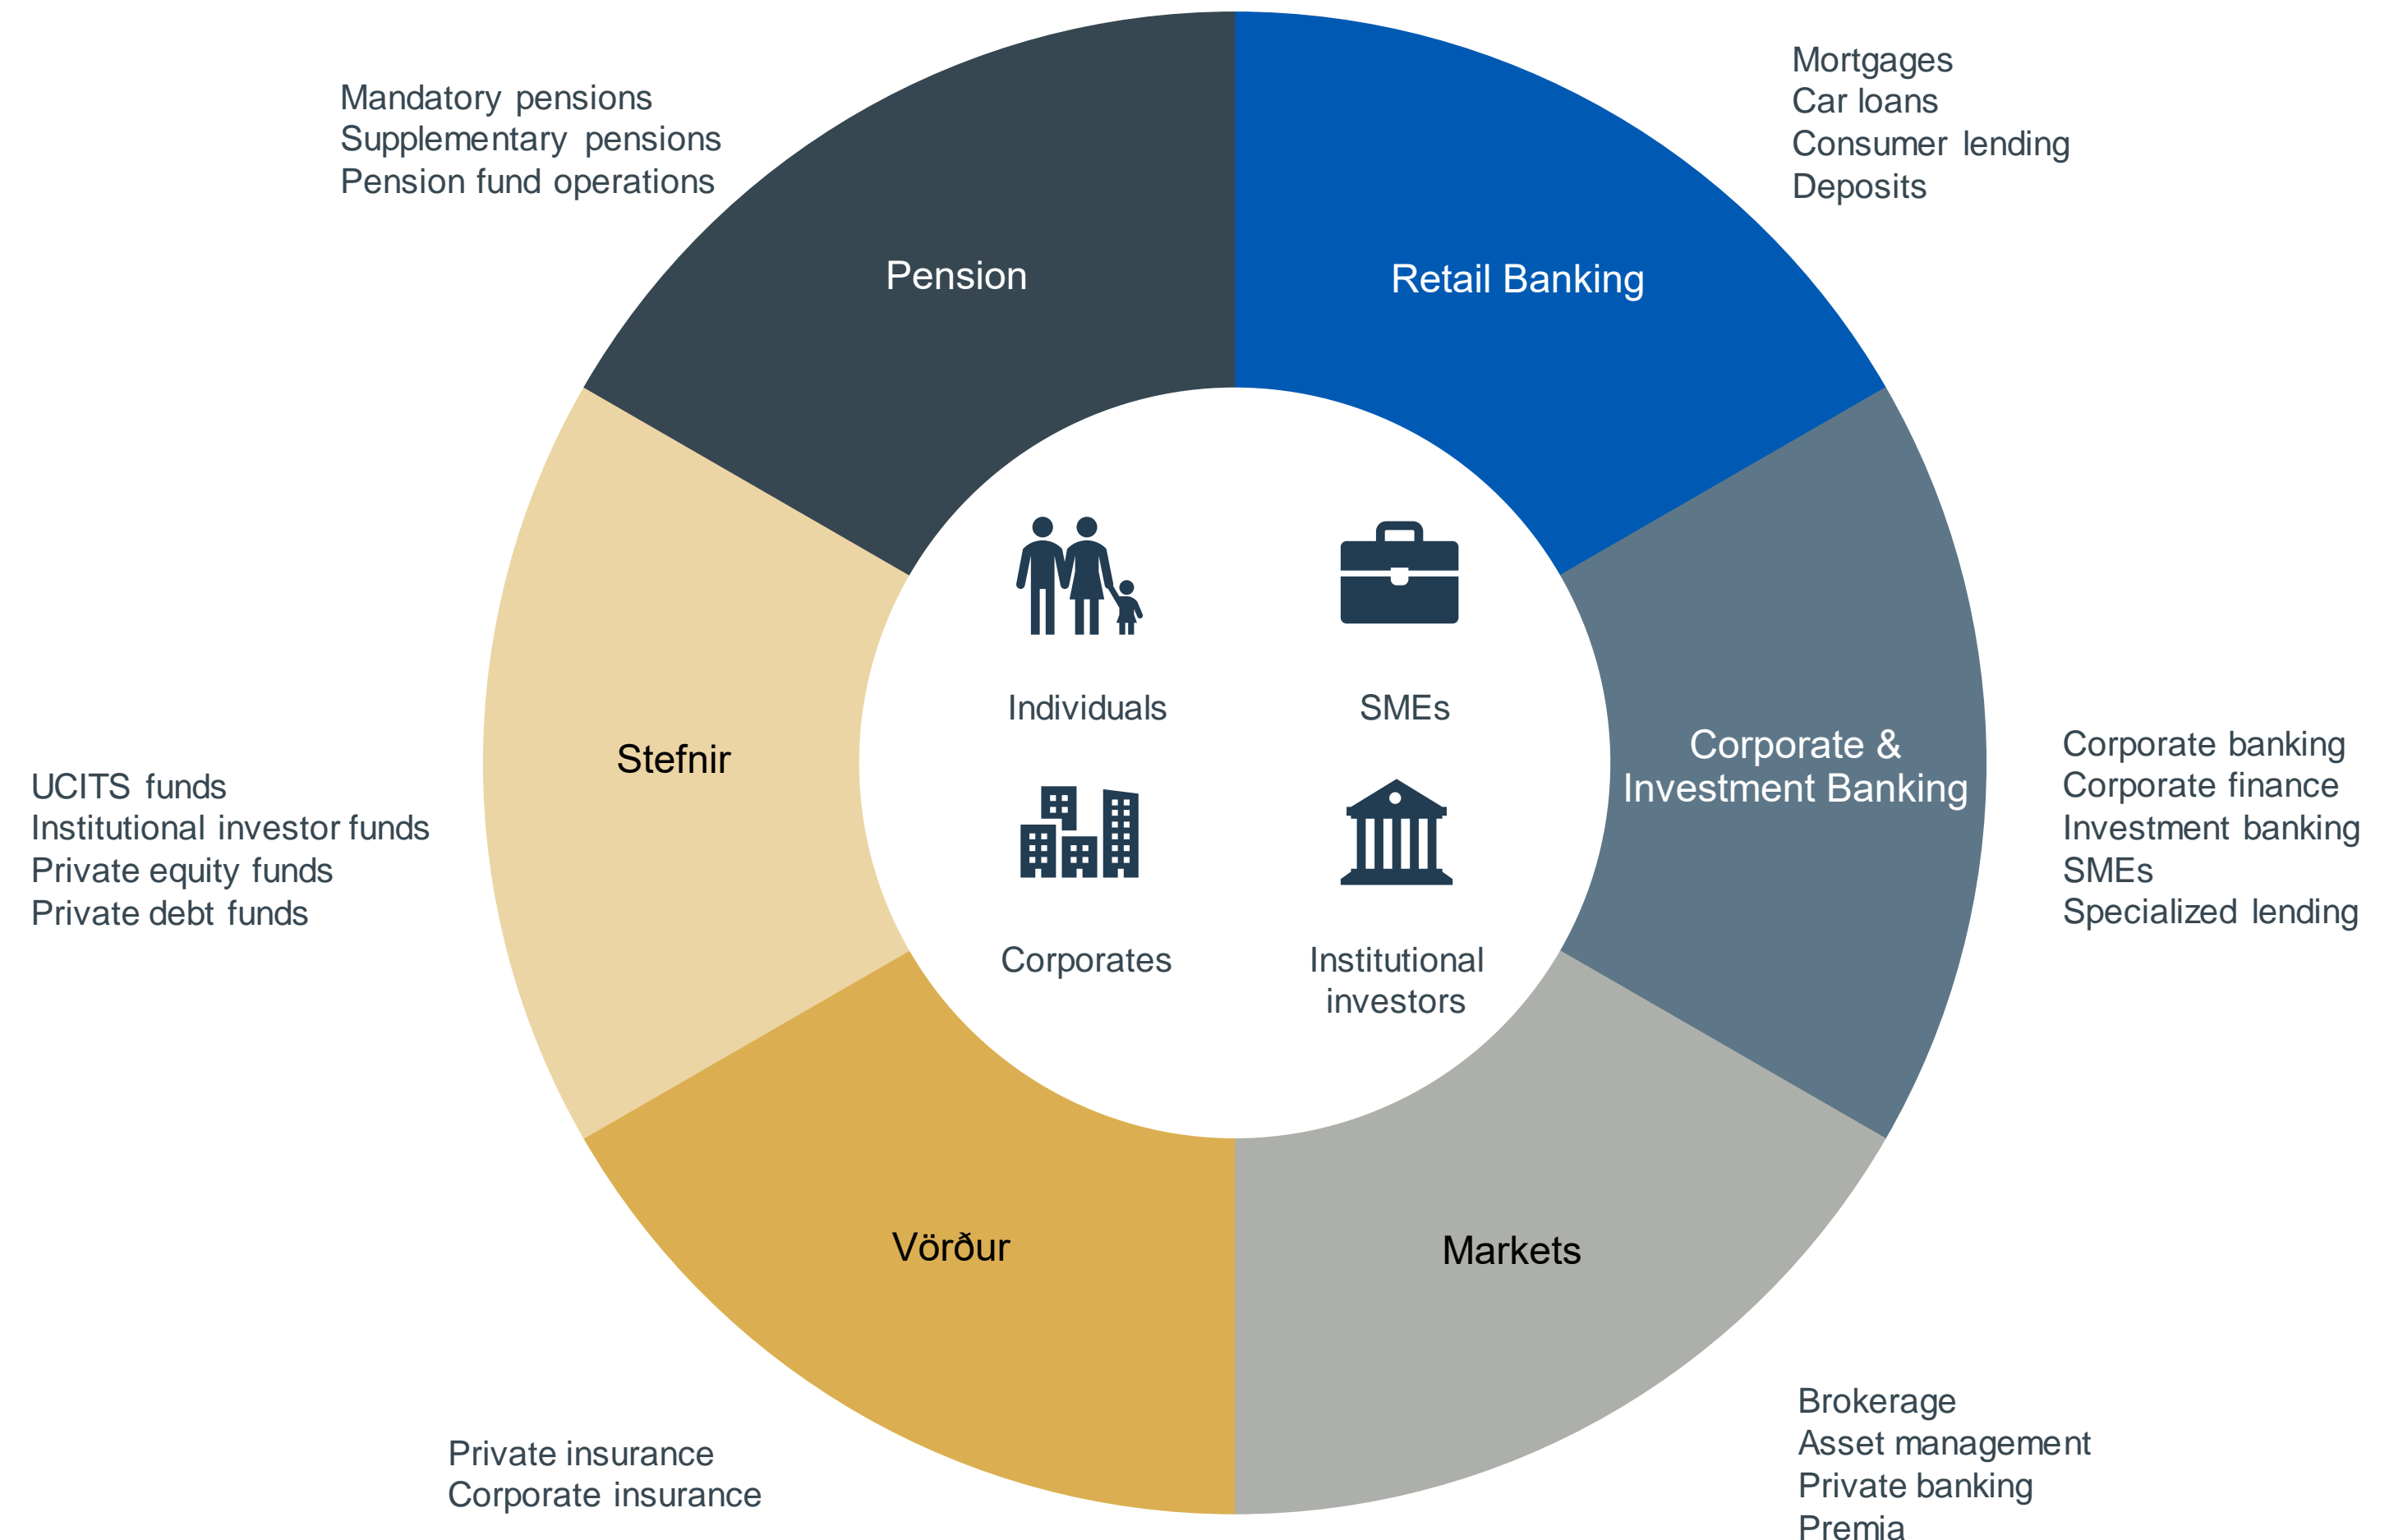 Mortgages
Car loans
Consumer lending
Deposits
Mandatory pensions
Supplementary pensions
Pension fund operations
Pension
Retail Banking
Individuals
SMEs
Stefnir
Corporate &
Investment Banking
Corporate banking
Corporate finance
Investment banking
SMEs
Specialized lending
UCITS funds
Institutional investor funds
Private equity funds
Private debt funds
Corporates
Institutional
investors
Vörður
Markets
Private insurance
Corporate insurance
Brokerage
Asset management
Private banking
Premia